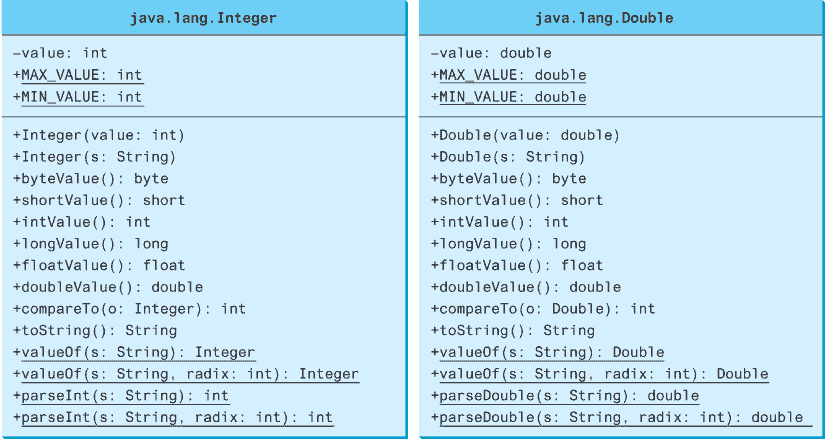 java.lang.Integer
–value: int
+MAX_VALUE: int
+MIN_VALUE: int
+Integer(value: int)
+Integer(s: String)
+byteValue(): byte
+shortValue(): short
+intValue(): int
+longValue(): long
+floatValue(): float
+doubleValue(): double
+compareTo(o: Integer): int
+toString(): String
+valueOf(s: String): Integer
+valueOf(s: String, radix: int): Integer
+parseInt(s: String): int
+parseInt(s: String, radix: int): int
java.lang.Double
–value: double
+MAX_VALUE: double
+MIN_VALUE: double
+Double(value: double)
+Double(s: String)
+byteValue(): byte
+shortValue(): short
+intValue(): int
+longValue(): long
+floatValue(): float
+doubleValue(): double
+compareTo(o: Double): int
+toString(): String
+valueOf(s: String): Double
+valueOf(s: String, radix: int): Double
+parseDouble(s: String): double
+parseDouble(s: String, radix: int): double